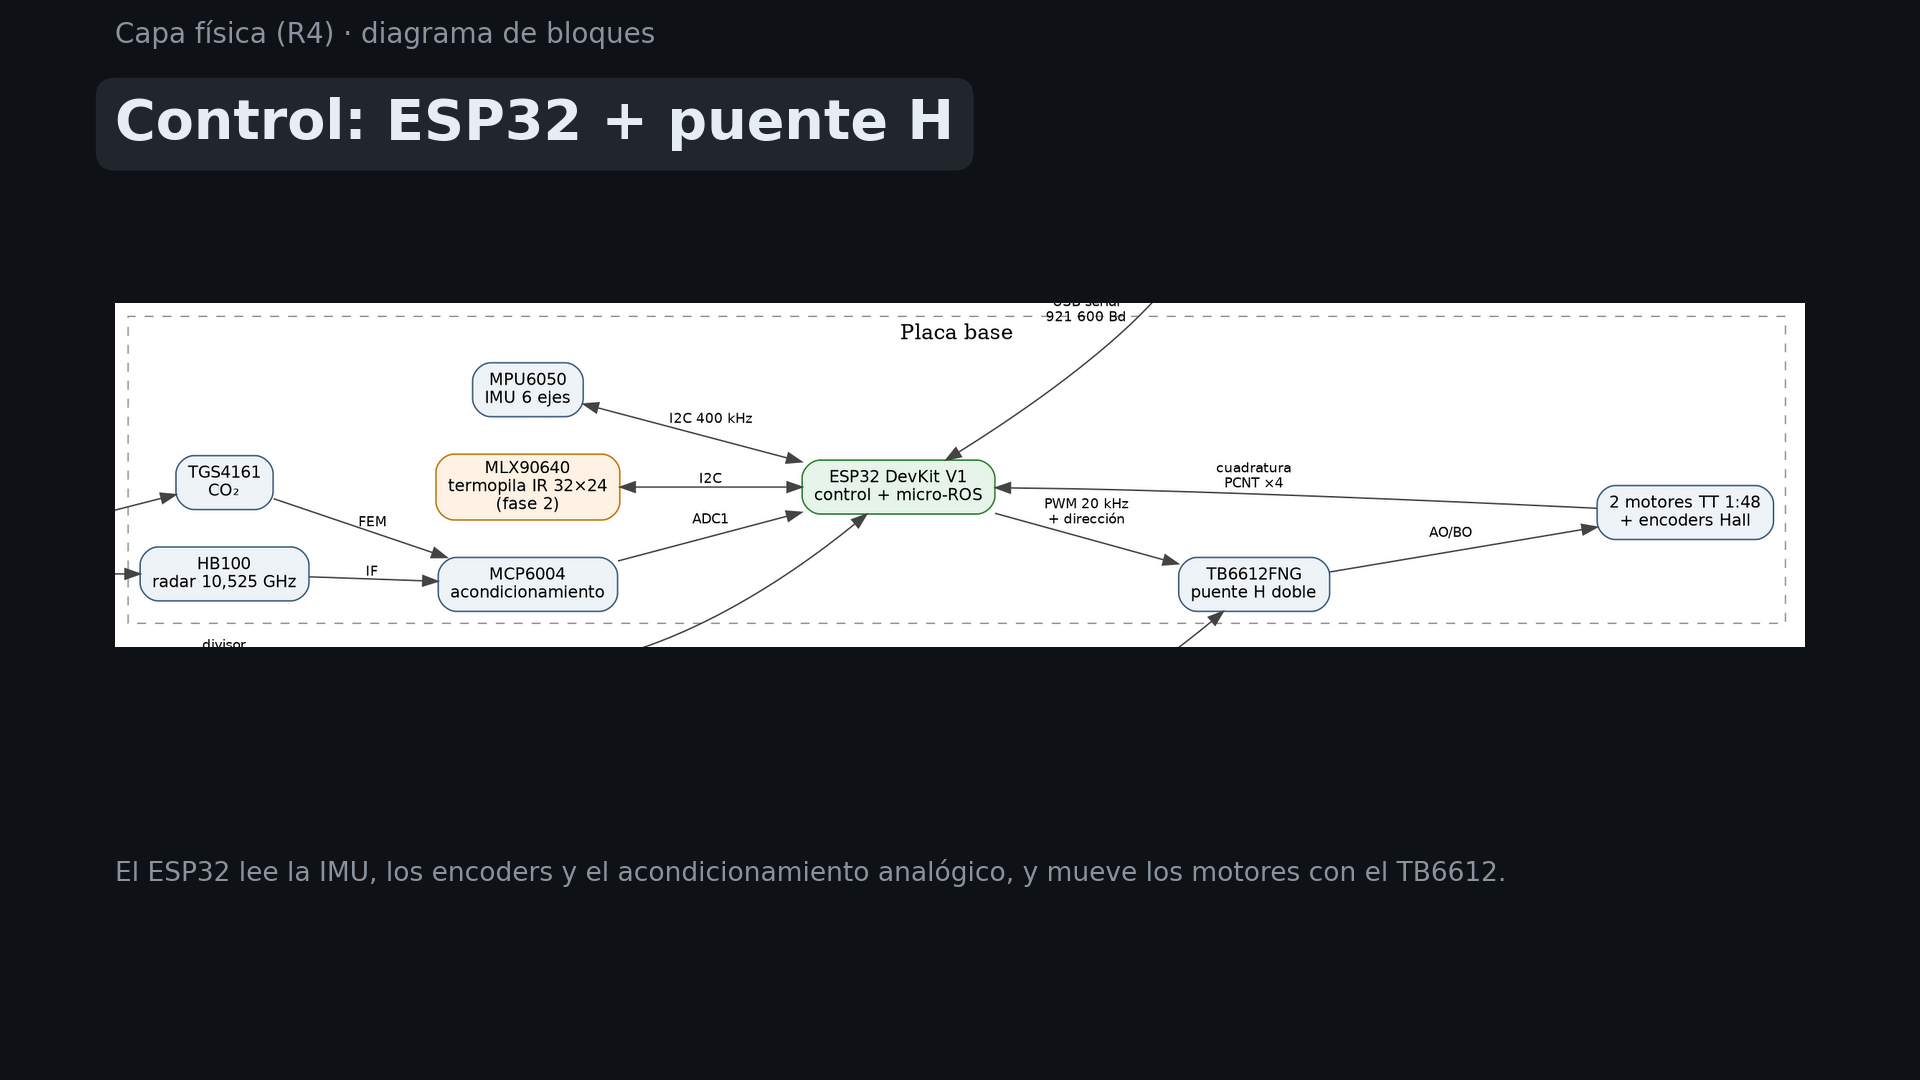 Capa física (R4) · diagrama de bloques
Control: ESP32 + puente H
921 600 Bd
Placa base
MPU6050
IMU 6 ejes
I2C 400 kHz
TGS4161
CO₂
MLX90640
termopila IR 32×24
(fase 2)
I2C
ESP32 DevKit V1
control + micro-ROS
cuadratura
PCNT ×4
PWM 20 kHz
+ dirección
2 motores TT 1:48
+ encoders Hall
FEM
ADC1
AO/BO
HB100
radar 10,525 GHz
IF
MCP6004
acondicionamiento
TB6612FNG
puente H doble
divisor
El ESP32 lee la IMU, los encoders y el acondicionamiento analógico, y mueve los motores con el TB6612.